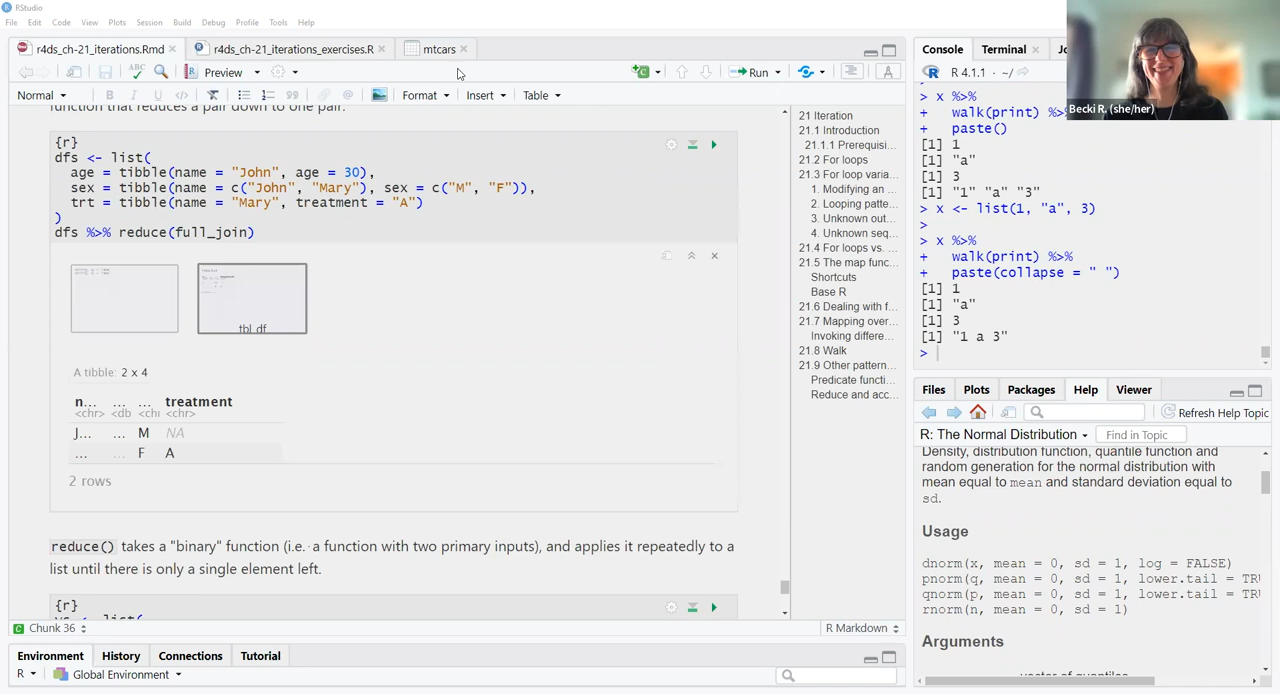 RStudio
File Edit Code View Plots Session Build Debug Profile Tools Help
r4ds_ch-21_iterations.Rmd
r4ds_ch-21_iterations_exercises.R
mtcars
ABC
Preview
Run
Normal
B I U </>
Format
Insert
Table
function that reduces a pair down to one pair:
{r}
dfs <- list(
age = tibble(name = "John", age = 30),
sex = tibble(name = c("John", "Mary"), sex = c("M", "F")),
trt = tibble(name = "Mary", treatment = "A")
)
dfs %>% reduce(full_join)
tbl_df
A tibble: 2 x 4
n... ... ... treatment
<chr> <db <chi <chr>
J... ... M NA
... ... F A
2 rows
reduce() takes a "binary" function (i.e. a function with two primary inputs), and applies it repeatedly to a
list until there is only a single element left.
{r}
vs <- list(
Chunk 36
R Markdown
21 Iteration
21.1 Introduction
21.1.1 Prerequisi...
21.2 For loops
21.3 For loop varia...
1. Modifying an ...
2. Looping patte...
3. Unknown out...
4. Unknown seq...
21.4 For loops vs. ...
21.5 The map func...
Shortcuts
Base R
21.6 Dealing with f...
21.7 Mapping over...
Invoking differe...
21.8 Walk
21.9 Other pattern...
Predicate functi...
Reduce and acc...
Environment History Connections Tutorial
R
Global Environment
Console Terminal Jo
R 4.1.1 · ~/
> x %>%
+ walk(print) %>%
+ paste()
[1] 1
[1] "a"
[1] 3
[1] "1" "a" "3"
> x <- list(1, "a", 3)
>
> x %>%
+ walk(print) %>%
+ paste(collapse = " ")
[1] 1
[1] "a"
[1] 3
[1] "1 a 3"
>
Becki R. (she/her)
Files Plots Packages Help Viewer
Refresh Help Topic
R: The Normal Distribution
Find in Topic
Density, distribution function, quantile function and
random generation for the normal distribution with
mean equal to mean and standard deviation equal to
sd.
Usage
dnorm(x, mean = 0, sd = 1, log = FALSE)
pnorm(q, mean = 0, sd = 1, lower.tail = TRU
qnorm(p, mean = 0, sd = 1, lower.tail = TRU
rnorm(n, mean = 0, sd = 1)
Arguments
vector of quantiles